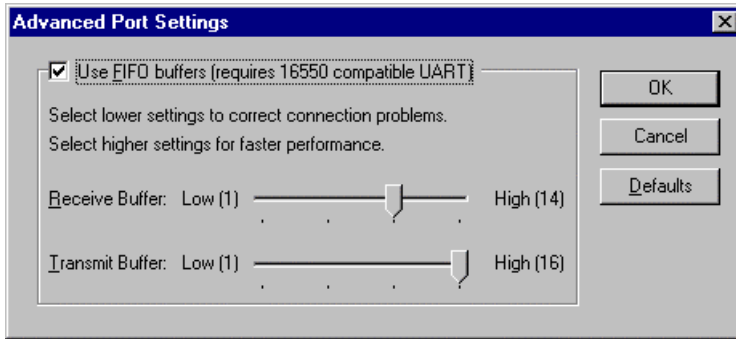 Advanced Port Settings
Use FIFO buffers (requires 16550 compatible UART)
Select lower settings to correct connection problems.
Select higher settings for faster performance.
Receive Buffer: Low (1) High (14)
Transmit Buffer: Low (1) High (16)
OK
Cancel
Defaults